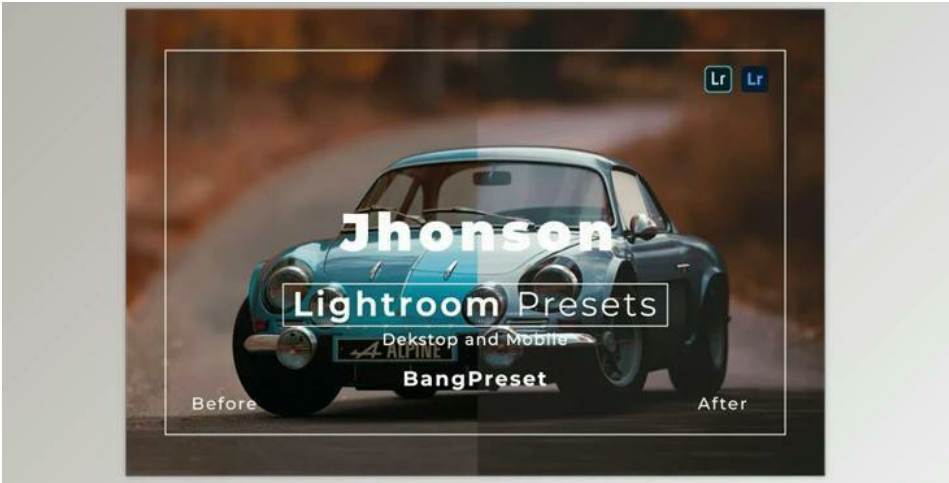 Lr Lr
Jhonson
Lightroom Presets
Dekstop and Mobile
ALPINE
BangPreset
Before
After